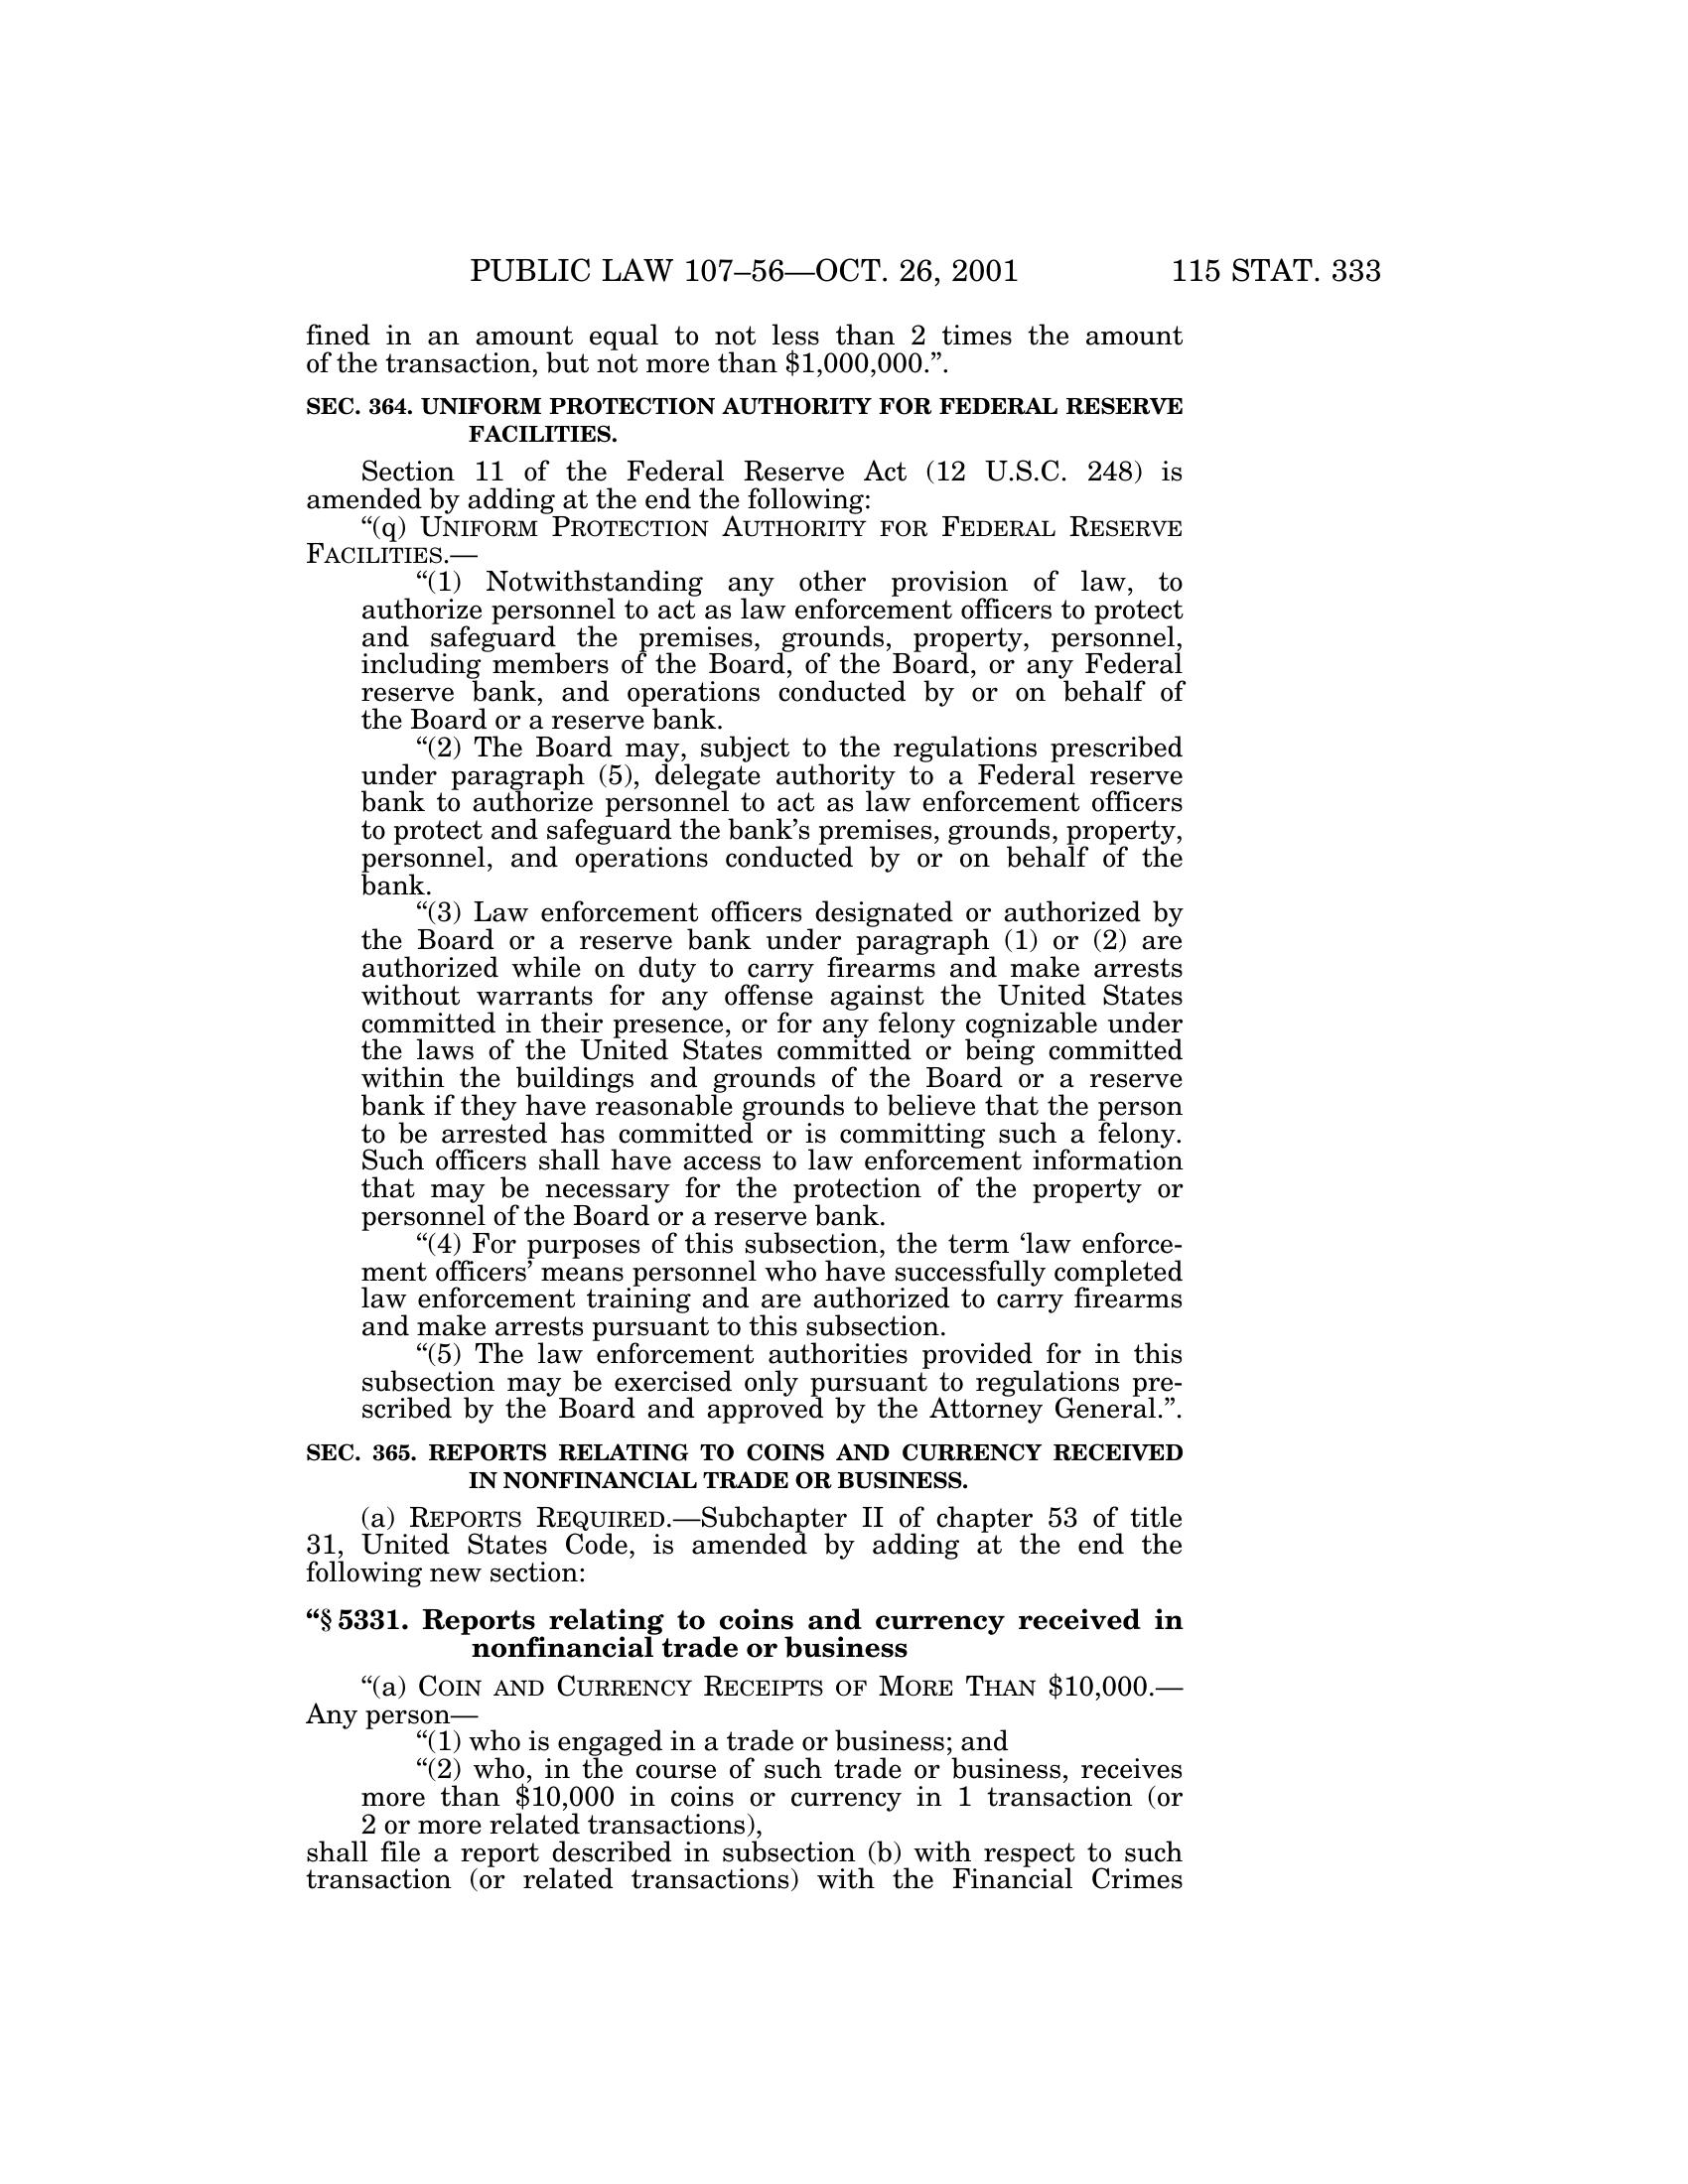 PUBLIC LAW 107–56—OCT. 26, 2001 115 STAT. 333
fined in an amount equal to not less than 2 times the amount
of the transaction, but not more than $1,000,000.”.
SEC. 364. UNIFORM PROTECTION AUTHORITY FOR FEDERAL RESERVE
FACILITIES.
Section 11 of the Federal Reserve Act (12 U.S.C. 248) is
amended by adding at the end the following:
“(q) UNIFORM PROTECTION AUTHORITY FOR FEDERAL RESERVE
FACILITIES.—
“(1) Notwithstanding any other provision of law, to
authorize personnel to act as law enforcement officers to protect
and safeguard the premises, grounds, property, personnel,
including members of the Board, of the Board, or any Federal
reserve bank, and operations conducted by or on behalf of
the Board or a reserve bank.
“(2) The Board may, subject to the regulations prescribed
under paragraph (5), delegate authority to a Federal reserve
bank to authorize personnel to act as law enforcement officers
to protect and safeguard the bank’s premises, grounds, property,
personnel, and operations conducted by or on behalf of the
bank.
“(3) Law enforcement officers designated or authorized by
the Board or a reserve bank under paragraph (1) or (2) are
authorized while on duty to carry firearms and make arrests
without warrants for any offense against the United States
committed in their presence, or for any felony cognizable under
the laws of the United States committed or being committed
within the buildings and grounds of the Board or a reserve
bank if they have reasonable grounds to believe that the person
to be arrested has committed or is committing such a felony.
Such officers shall have access to law enforcement information
that may be necessary for the protection of the property or
personnel of the Board or a reserve bank.
“(4) For purposes of this subsection, the term ‘law enforce-
ment officers’ means personnel who have successfully completed
law enforcement training and are authorized to carry firearms
and make arrests pursuant to this subsection.
“(5) The law enforcement authorities provided for in this
subsection may be exercised only pursuant to regulations pre-
scribed by the Board and approved by the Attorney General.”.
SEC. 365. REPORTS RELATING TO COINS AND CURRENCY RECEIVED
IN NONFINANCIAL TRADE OR BUSINESS.
(a) REPORTS REQUIRED.—Subchapter II of chapter 53 of title
31, United States Code, is amended by adding at the end the
following new section:
“§ 5331. Reports relating to coins and currency received in
nonfinancial trade or business
“(a) COIN AND CURRENCY RECEIPTS OF MORE THAN $10,000.—
Any person—
“(1) who is engaged in a trade or business; and
“(2) who, in the course of such trade or business, receives
more than $10,000 in coins or currency in 1 transaction (or
2 or more related transactions),
shall file a report described in subsection (b) with respect to such
transaction (or related transactions) with the Financial Crimes